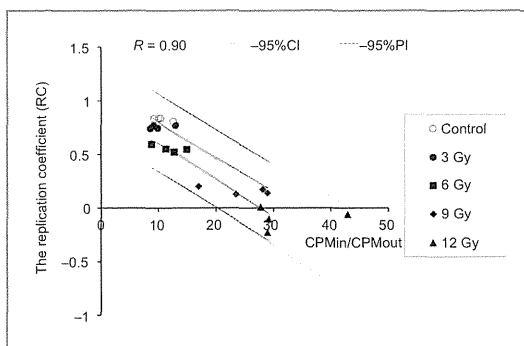 R = 0.90 –95%CI –95%PI
The replication coefficient (RC)
1.5
1
0.5
0
–0.5
–1
0 10 20 30 40 50
CPMin/CPMout
Control
3 Gy
6 Gy
9 Gy
12 Gy